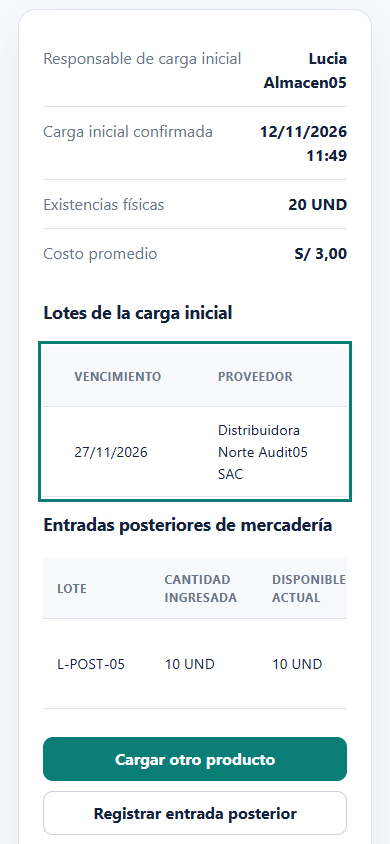 Responsable de carga inicial Lucia
Almacen05
Carga inicial confirmada 12/11/2026
11:49
Existencias físicas 20 UND
Costo promedio S/ 3,00
Lotes de la carga inicial
VENCIMIENTO PROVEEDOR
27/11/2026 Distribuidora
Norte Audit05
SAC
Entradas posteriores de mercadería
LOTE CANTIDAD INGRESADA DISPONIBLE ACTUAL
L-POST-05 10 UND 10 UND
Cargar otro producto
Registrar entrada posterior